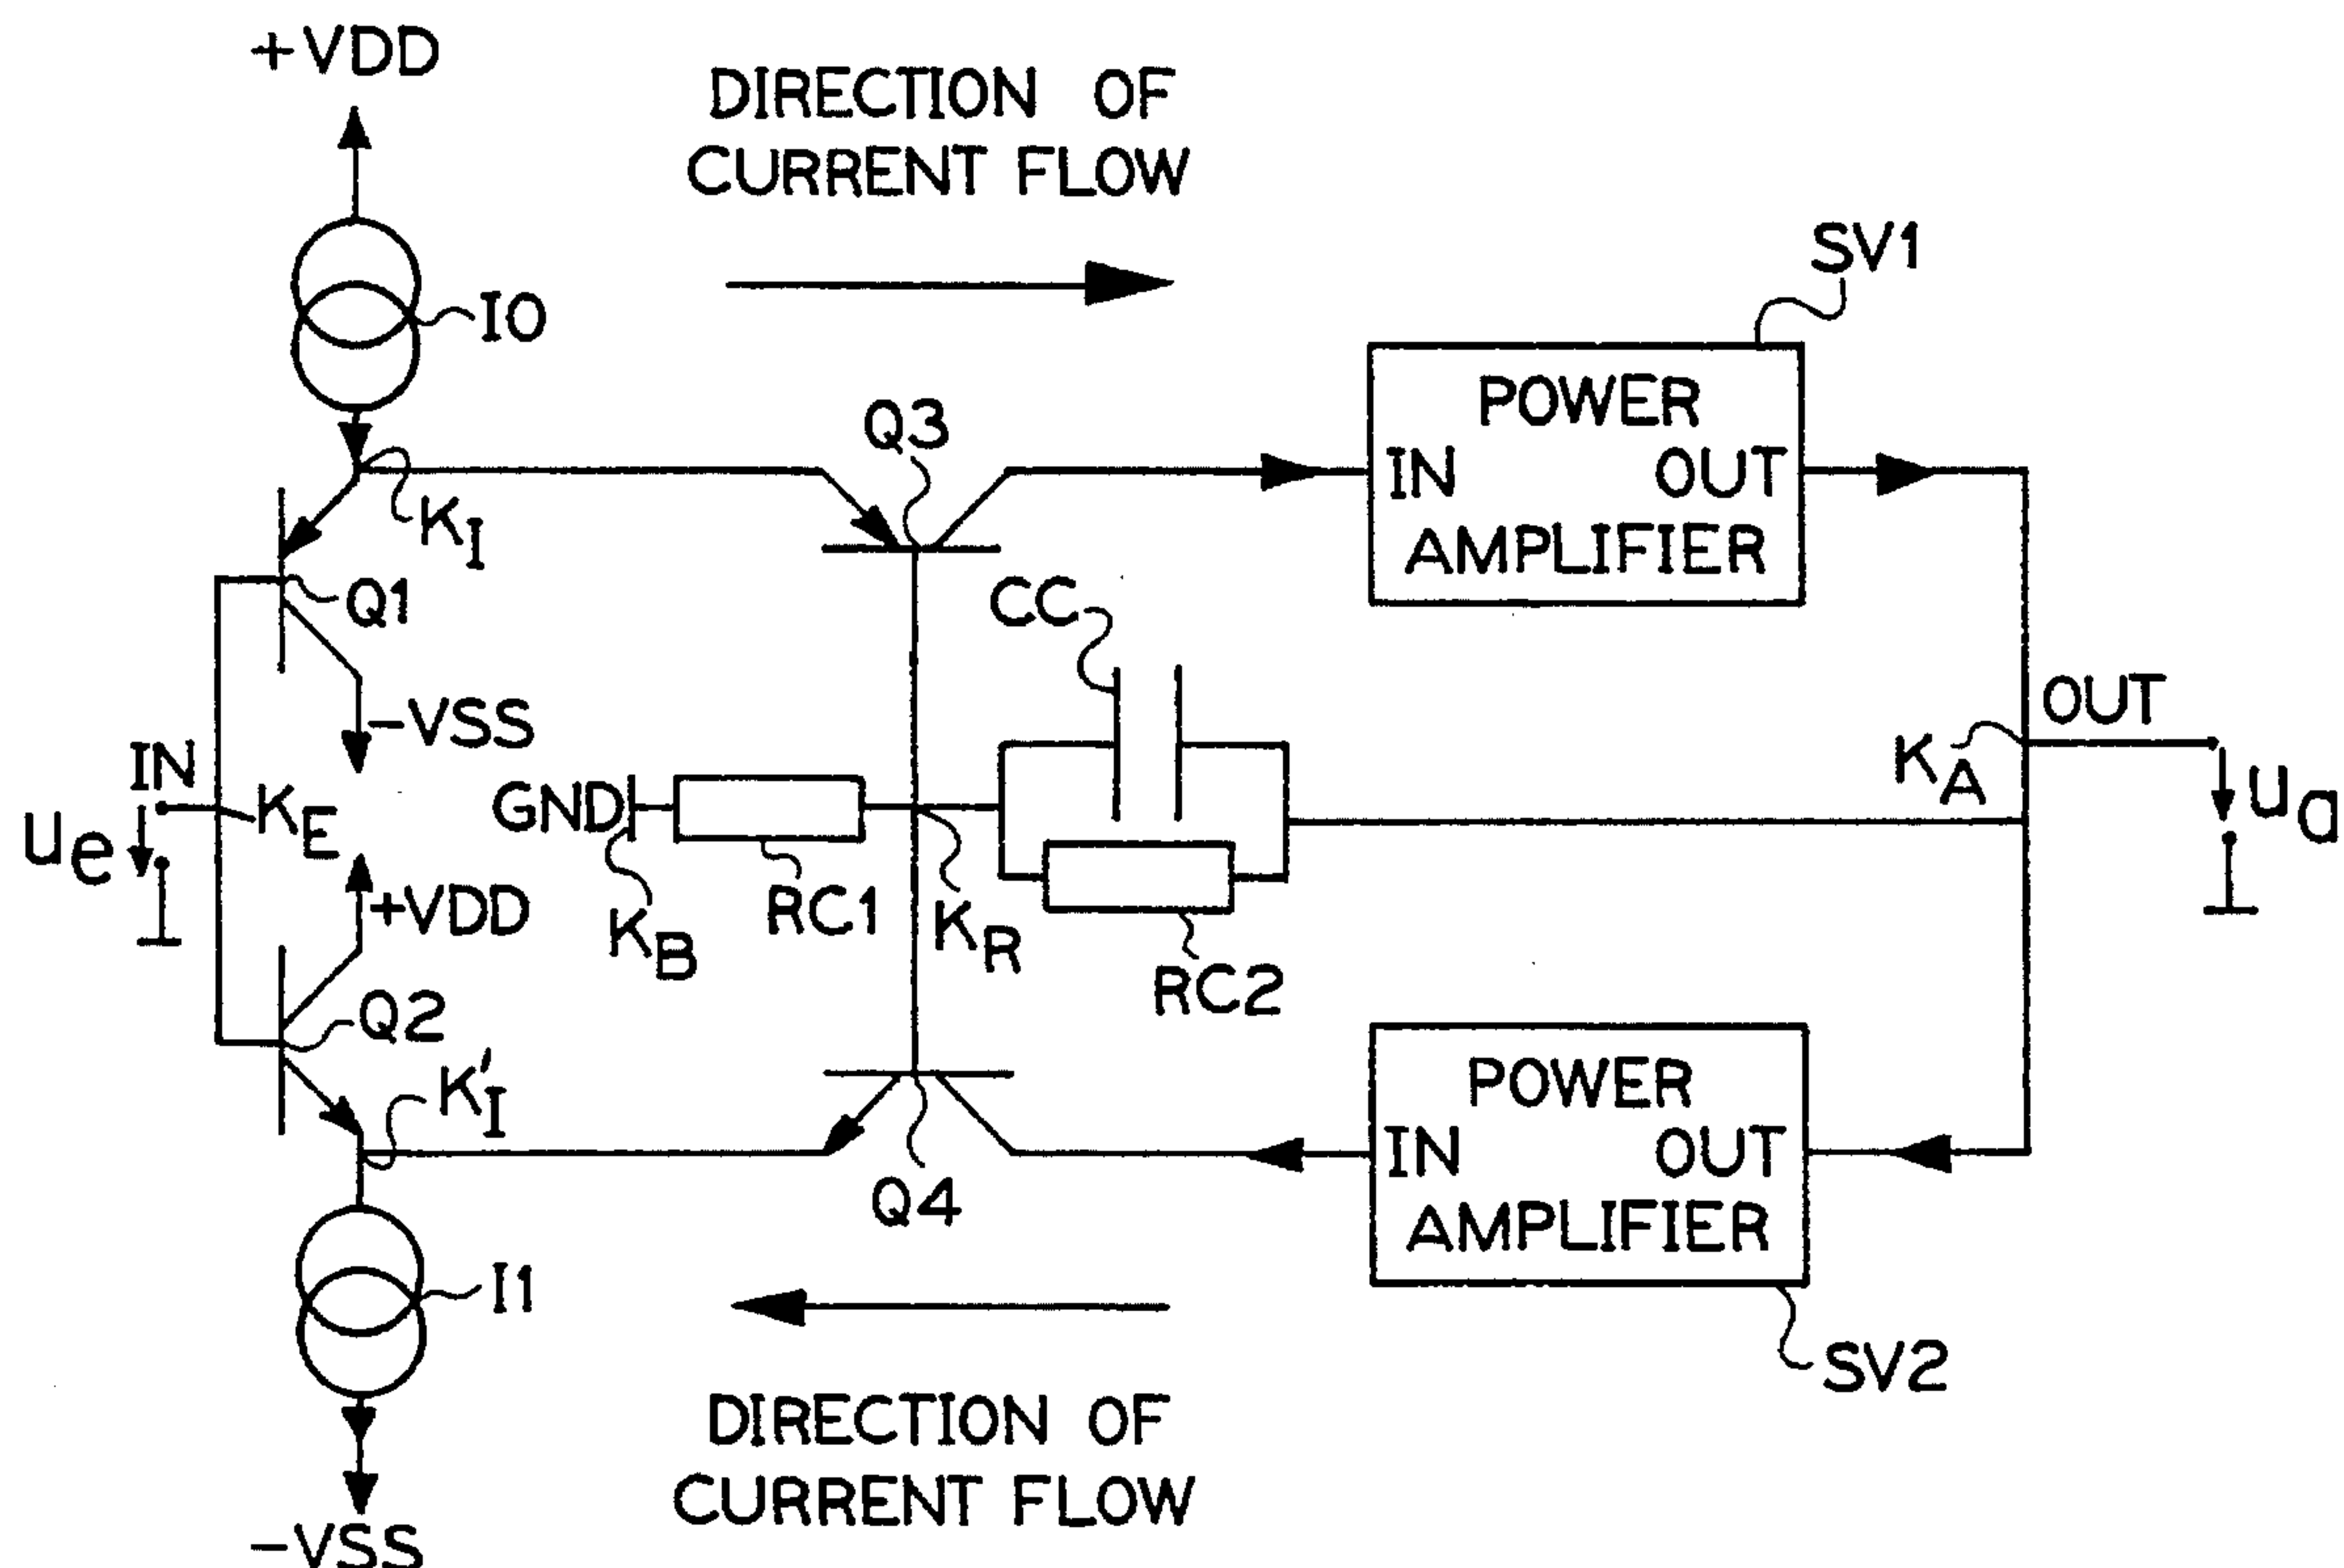 +VDD
DIRECTION OF
CURRENT FLOW
SV1
I0
POWER
IN OUT
AMPLIFIER
Q3
KI
Q1
CC
-VSS
OUT
IN
KE
KA
ue
ua
GND
+VDD
KB
RC1
KR
RC2
Q2
K'I
POWER
IN OUT
AMPLIFIER
Q4
I1
SV2
DIRECTION OF
CURRENT FLOW
-VSS